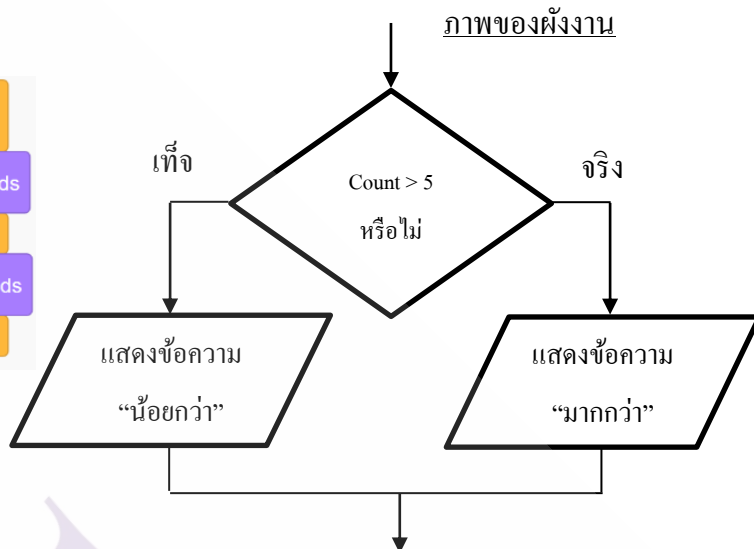 ภาพของผังงาน
เท็จ
จริง
Count > 5
หรือไม่
ds
ds
แสดงข้อความ
“น้อยกว่า”
แสดงข้อความ
“มากกว่า”